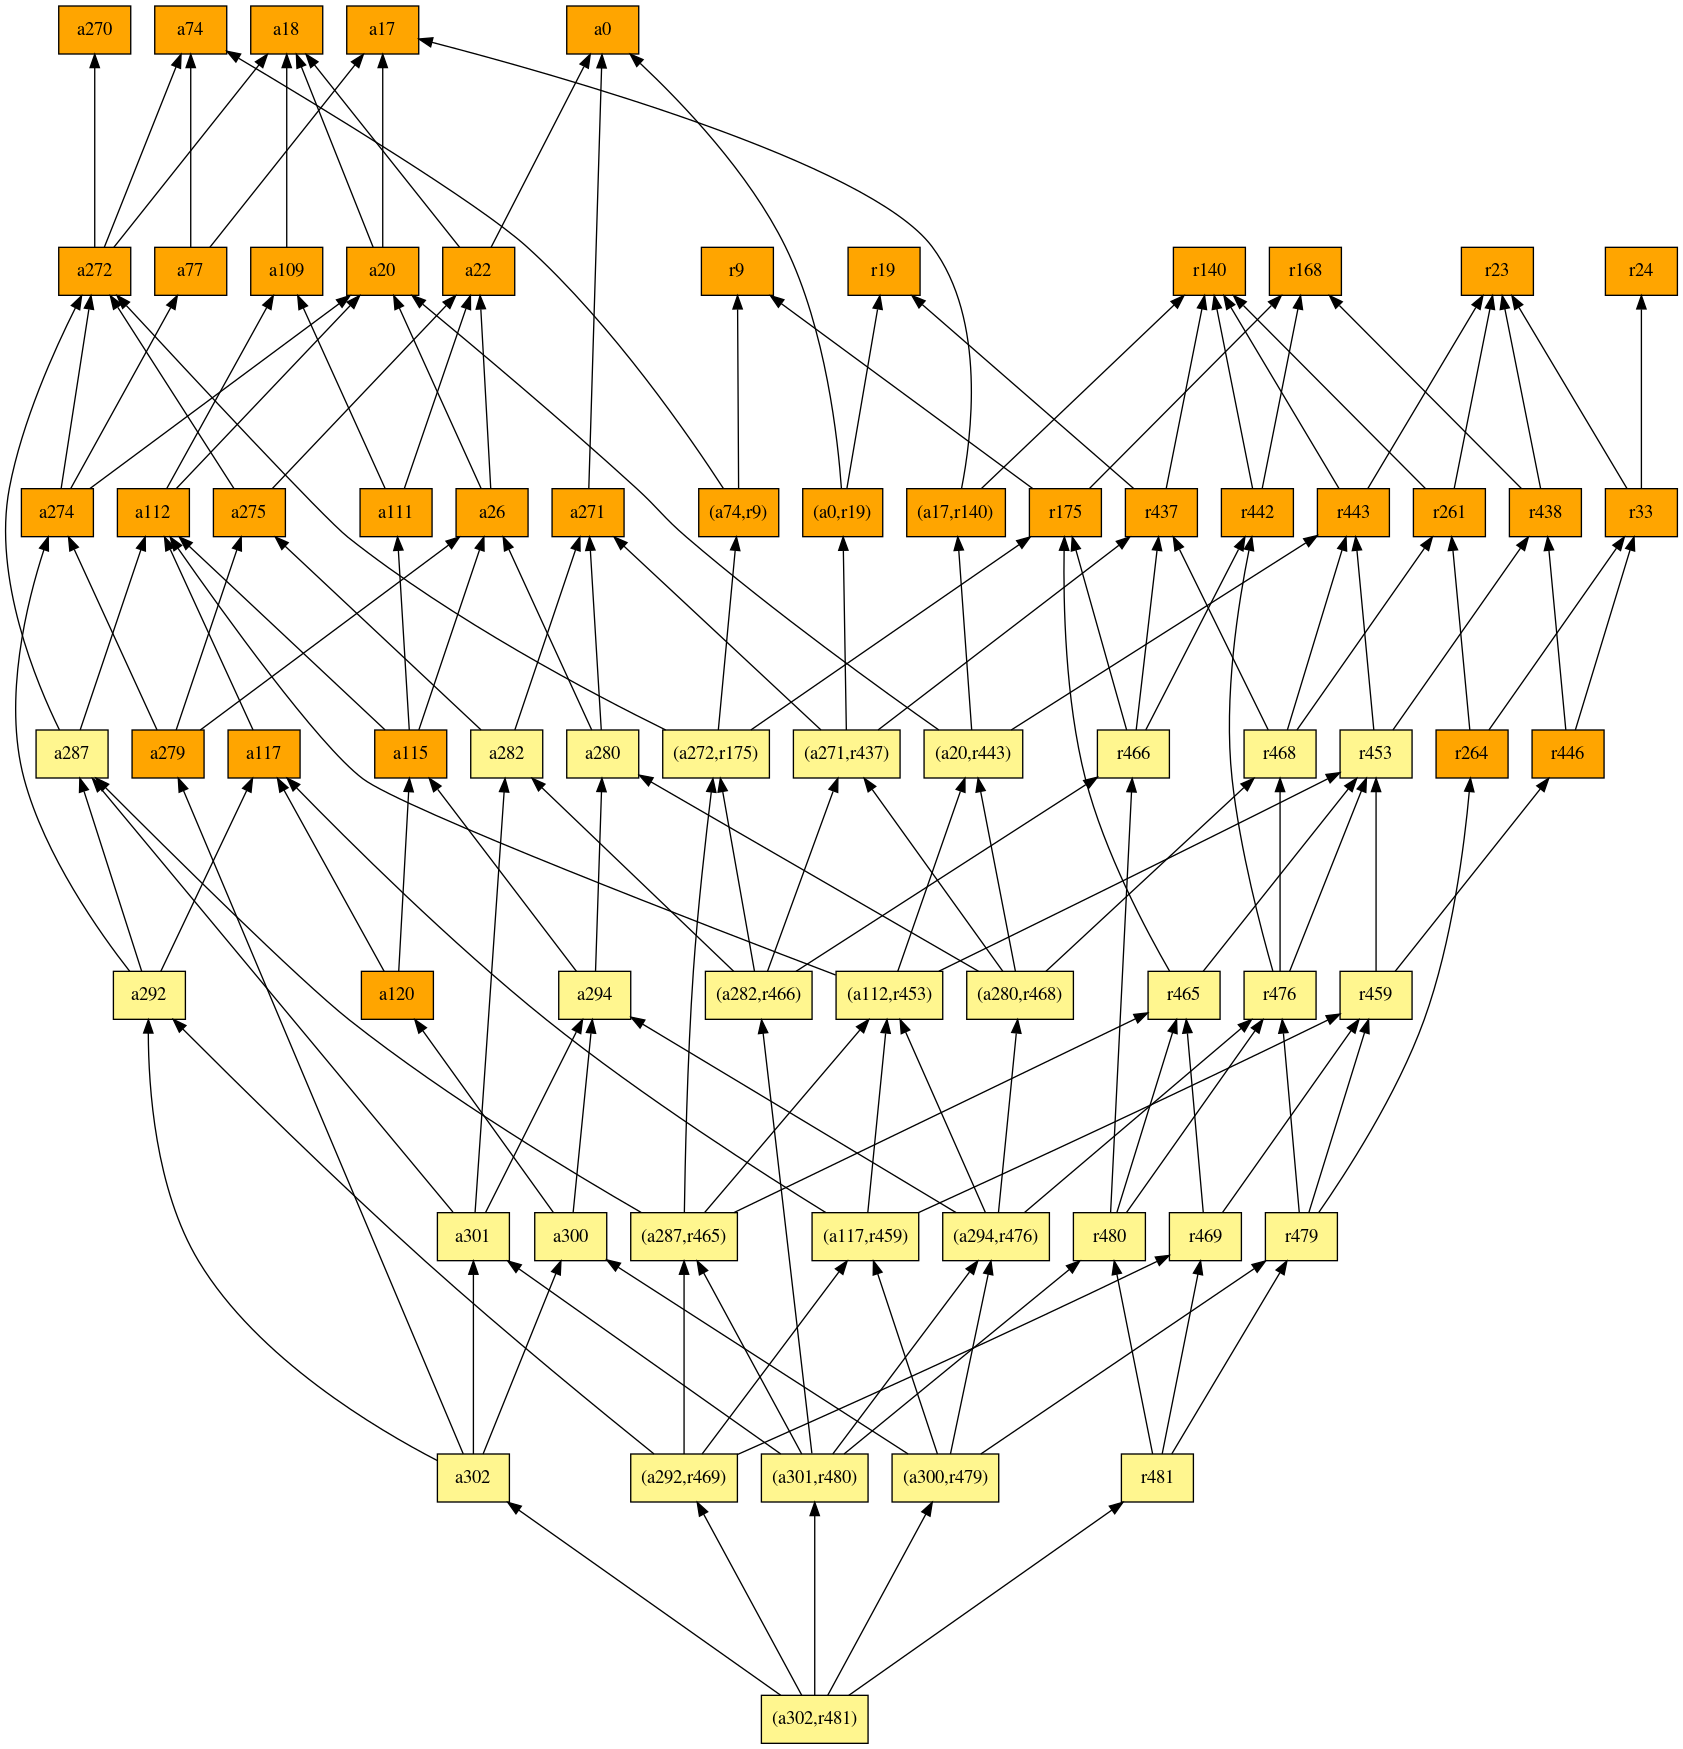 a270 a74 a18 a17 a0
a272 a77 a109 a20 a22 r9 r19 r140 r168 r23 r24
a274 a112 a275 a111 a26 a271 (a74,r9) (a0,r19) (a17,r140) r175 r437 r442 r443 r261 r438 r33
a287 a279 a117 a115 a282 a280 (a272,r175) (a271,r437) (a20,r443) r466 r468 r453 r264 r446
a292 a120 a294 (a282,r466) (a112,r453) (a280,r468) r465 r476 r459
a301 a300 (a287,r465) (a117,r459) (a294,r476) r480 r469 r479
a302 (a292,r469) (a301,r480) (a300,r479) r481
(a302,r481)